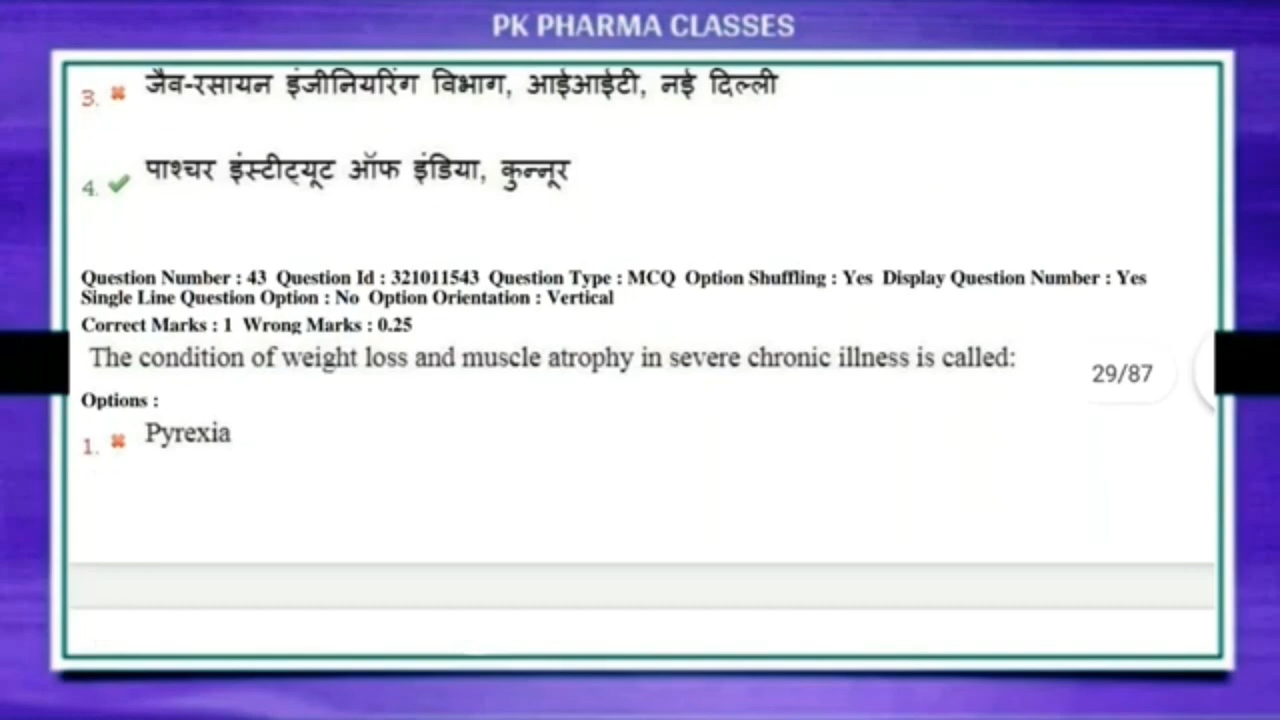 PK PHARMA CLASSES
3. जैव-रसायन इंजीनियरिंग विभाग, आईआईटी, नई दिल्ली
4. पाश्चर इंस्टीट्यूट ऑफ इंडिया, कुन्नूर
Question Number : 43 Question Id : 321011543 Question Type : MCQ Option Shuffling : Yes Display Question Number : Yes
Single Line Question Option : No Option Orientation : Vertical
Correct Marks : 1 Wrong Marks : 0.25
The condition of weight loss and muscle atrophy in severe chronic illness is called:
29/87
Options :
1. Pyrexia